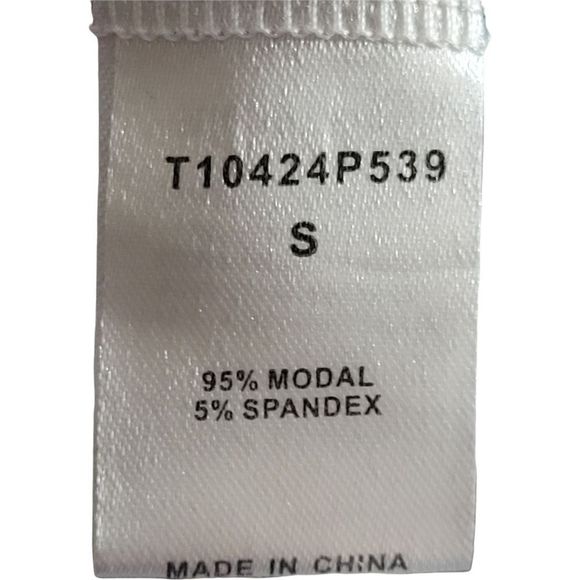 T10424P539
S
95% MODAL
5% SPANDEX
MADE IN CHINA